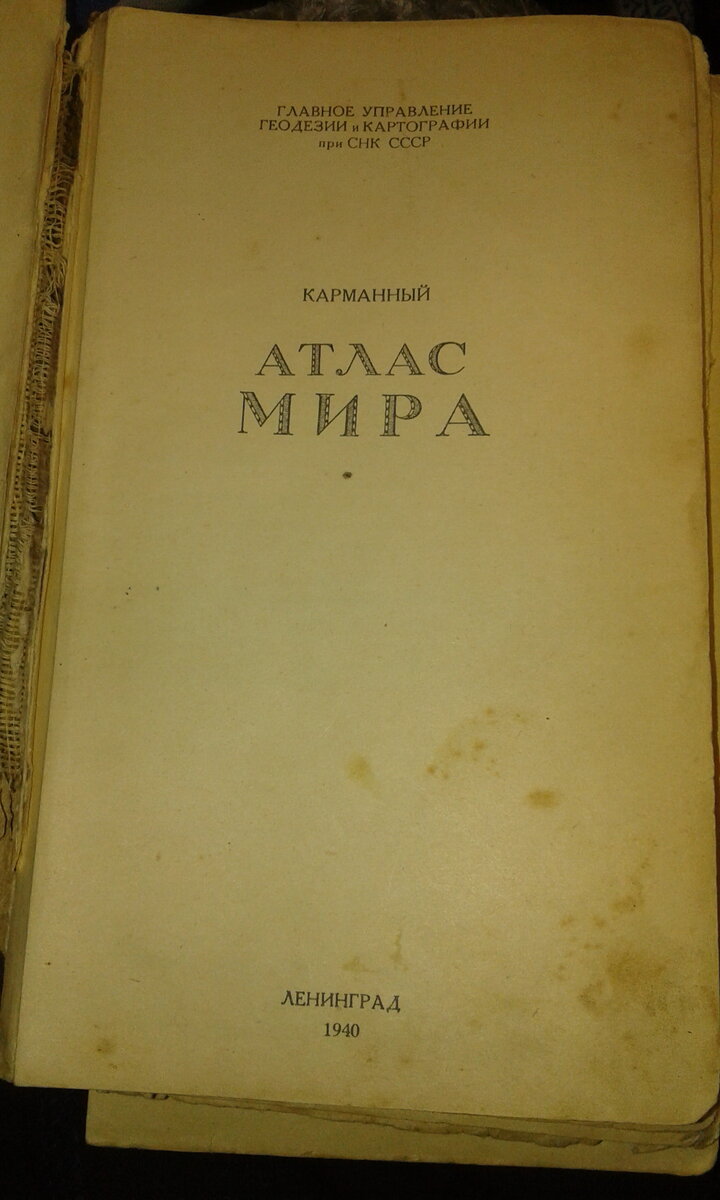 ГЛАВНОЕ УПРАВЛЕНИЕ
ГЕОДЕЗИИ и КАРТОГРАФИИ
при СНК СССР
КАРМАННЫЙ
АТЛАС
МИРА
ЛЕНИНГРАД
1940